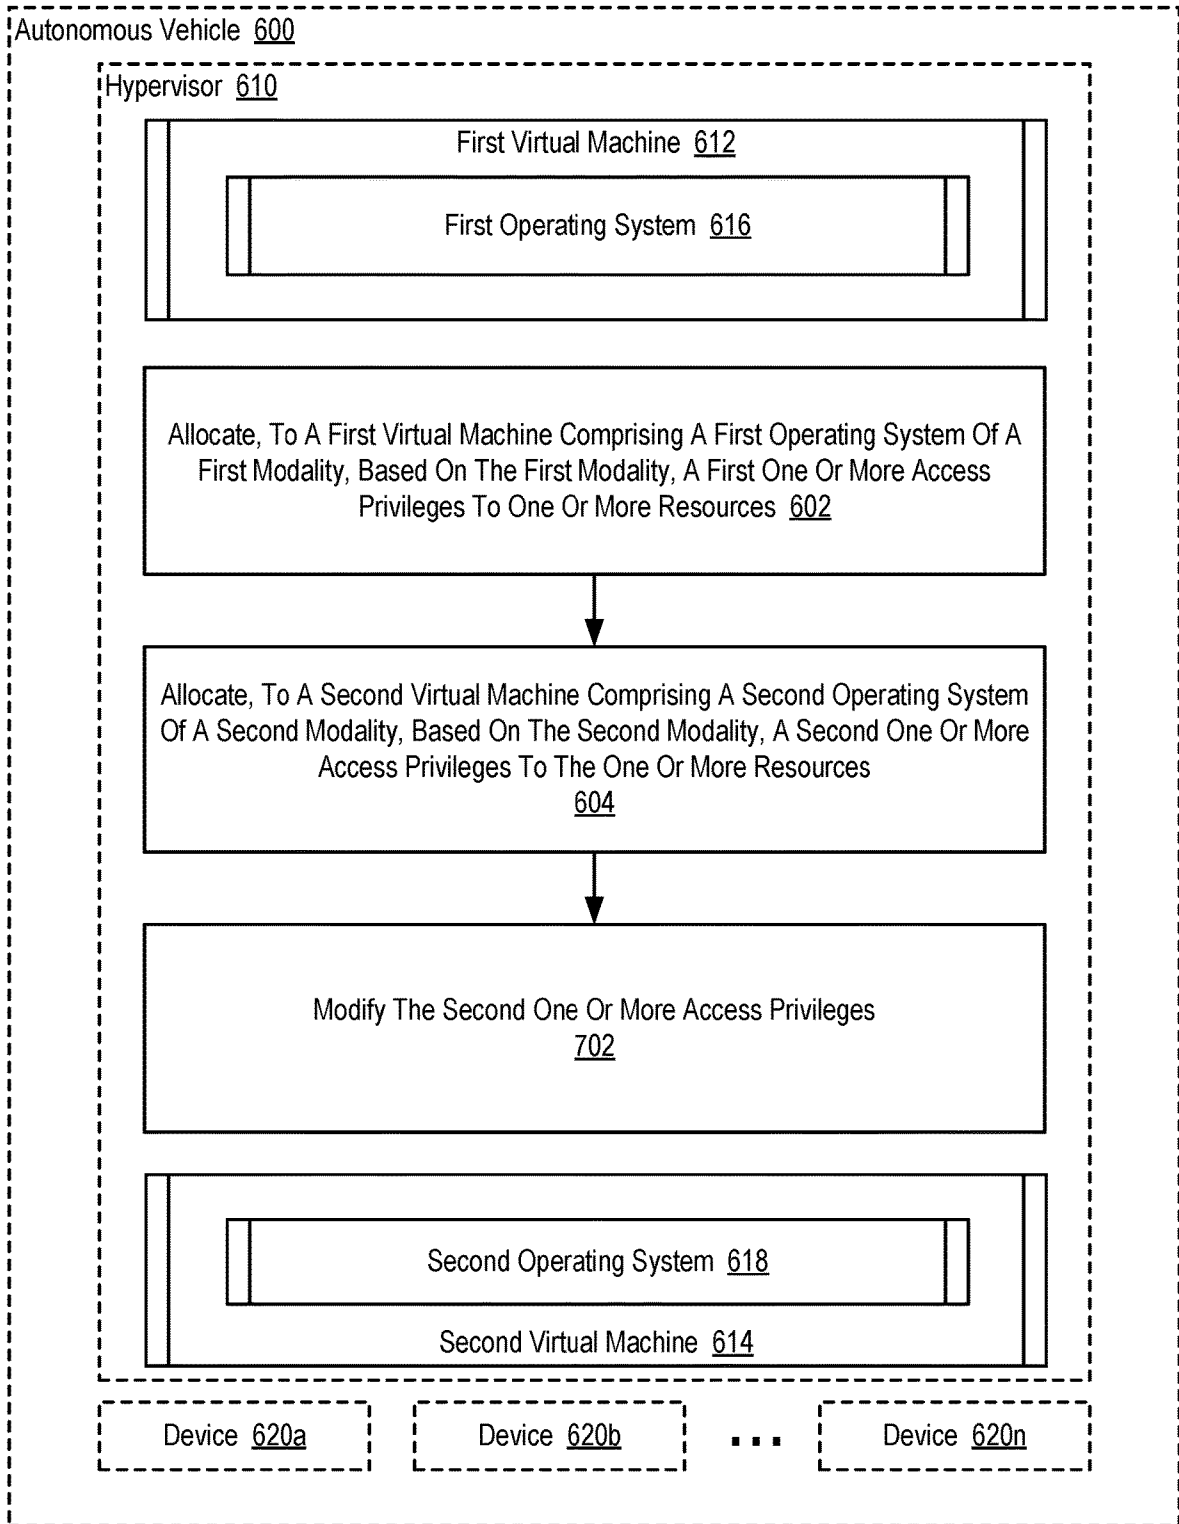 Autonomous Vehicle 600
Hypervisor 610
First Virtual Machine 612
First Operating System 616
Allocate, To A First Virtual Machine Comprising A First Operating System Of A
First Modality, Based On The First Modality, A First One Or More Access
Privileges To One Or More Resources 602
Allocate, To A Second Virtual Machine Comprising A Second Operating System
Of A Second Modality, Based On The Second Modality, A Second One Or More
Access Privileges To The One Or More Resources
604
Modify The Second One Or More Access Privileges
702
Second Operating System 618
Second Virtual Machine 614
Device 620a Device 620b ... Device 620n